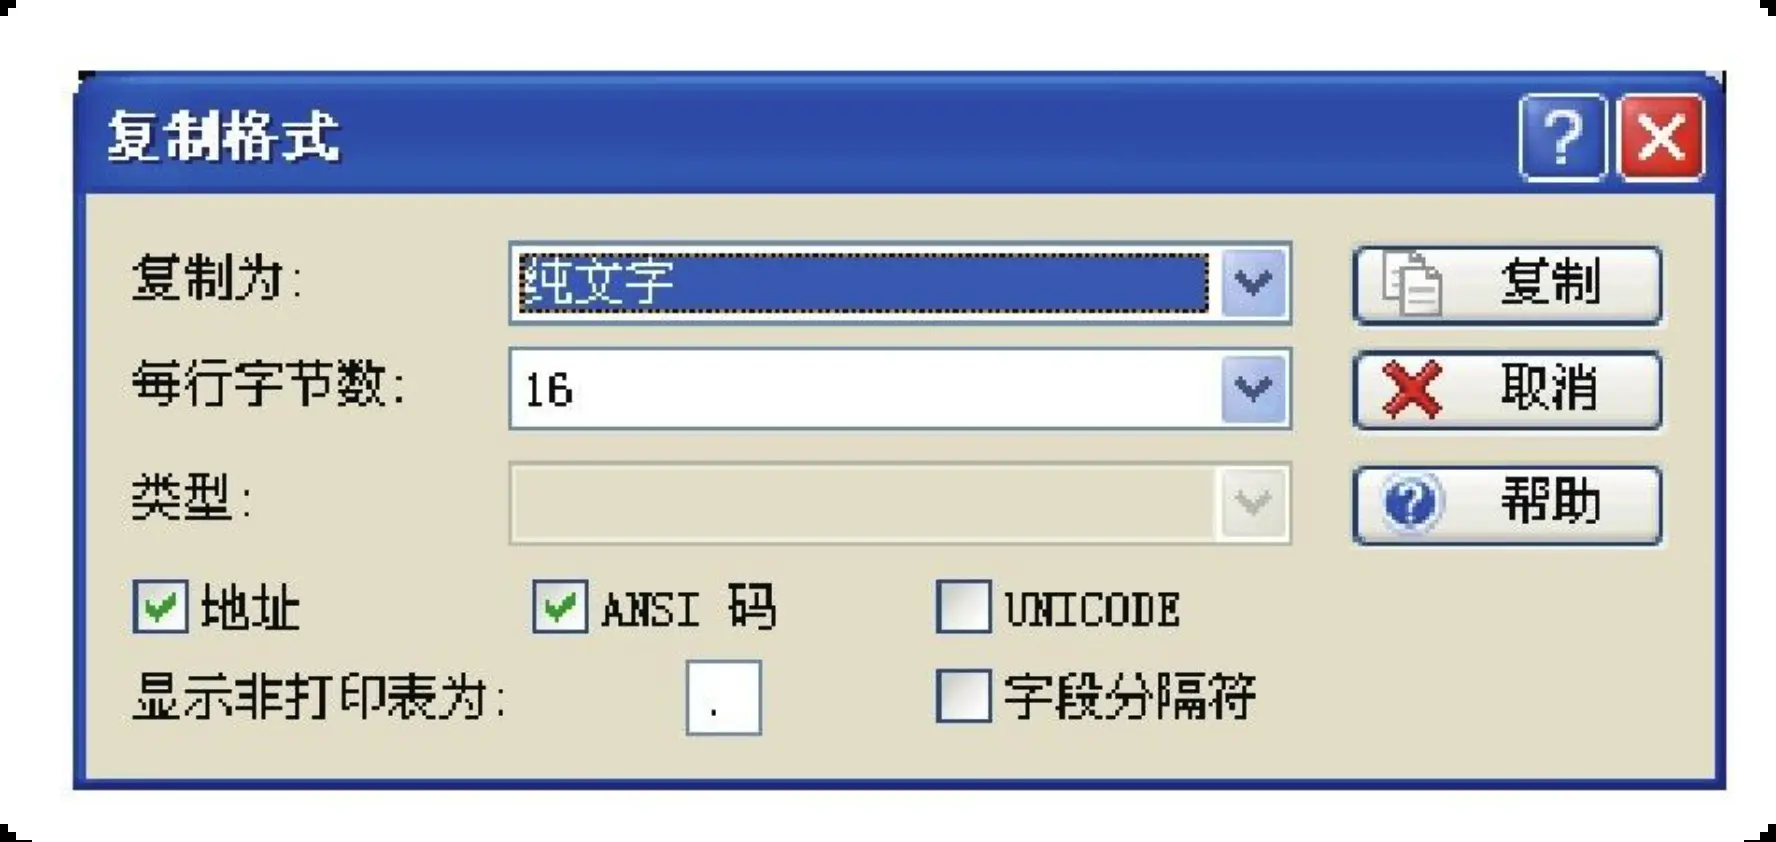 复制格式
复制为: 纯文字 复制
每行字节数: 16 取消
类型: 帮助
地址 ANSI 码 UNICODE
显示非打印表为: . 字段分隔符